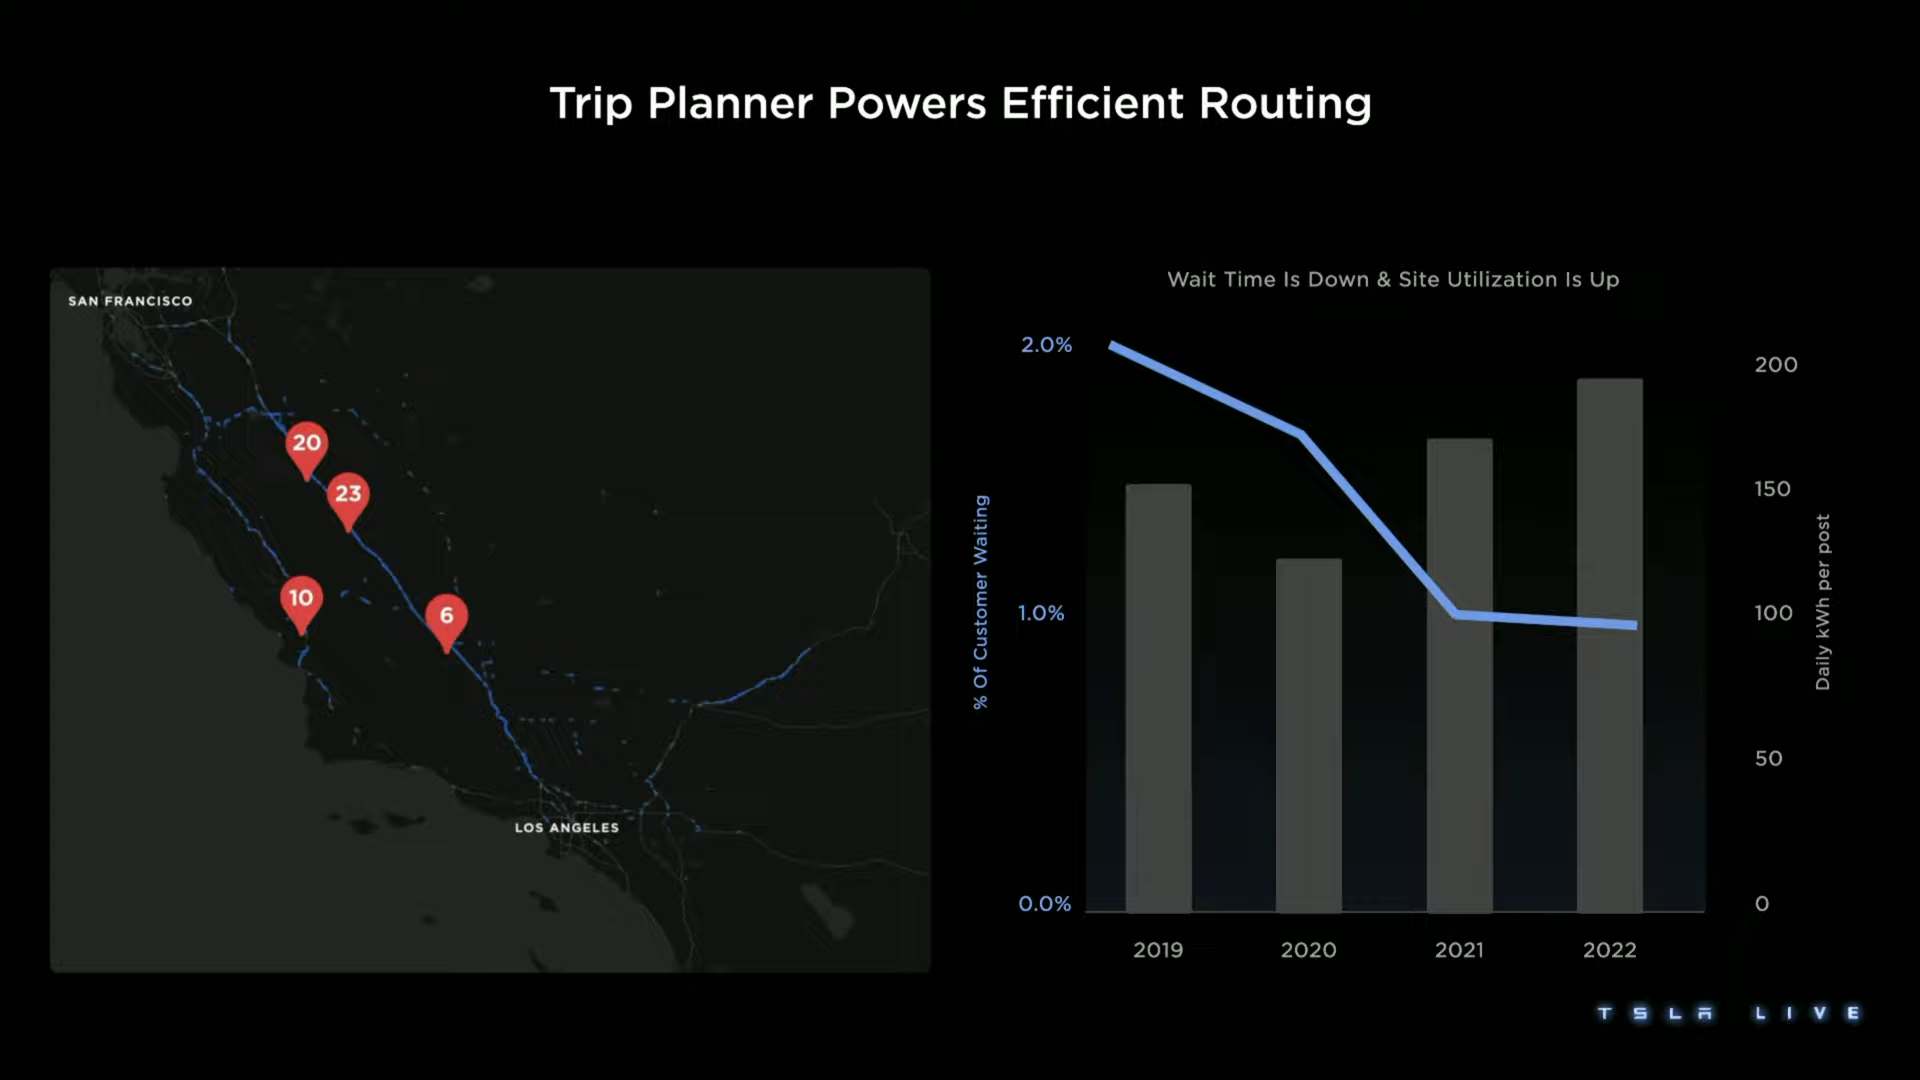 Trip Planner Powers Efficient Routing
SAN FRANCISCO
20
23
10
6
LOS ANGELES
Wait Time Is Down & Site Utilization Is Up
% Of Customer Waiting
2.0%
1.0%
0.0%
200
150
100
50
0
Daily kWh per post
2019 2020 2021 2022
TSLA LIVE